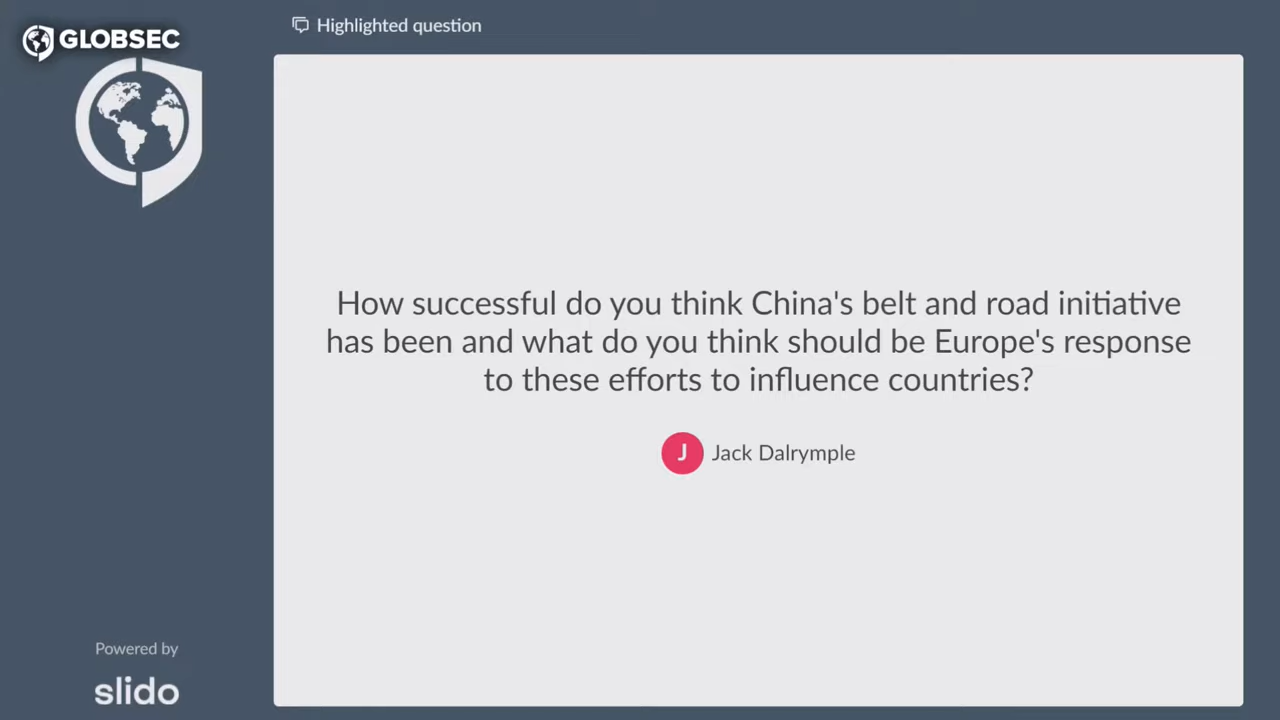 GLOBSEC
Highlighted question
How successful do you think China's belt and road initiative
has been and what do you think should be Europe's response
to these efforts to influence countries?
J Jack Dalrymple
Powered by
slido